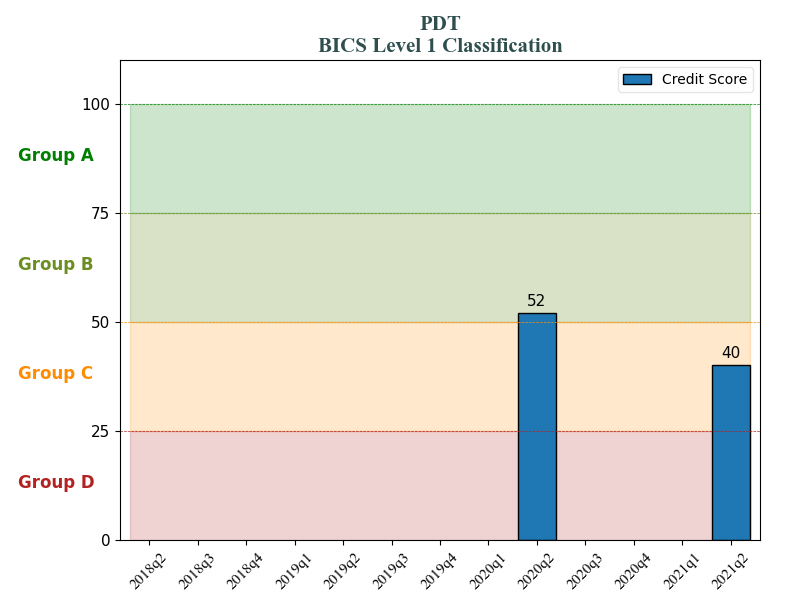 PDT
BICS Level 1 Classification
Credit Score
100
Group A
75
Group B
50
Group C
25
Group D
0
52
40
2018q2
2018q3
2018q4
2019q1
2019q2
2019q3
2019q4
2020q1
2020q2
2020q3
2020q4
2021q1
2021q2